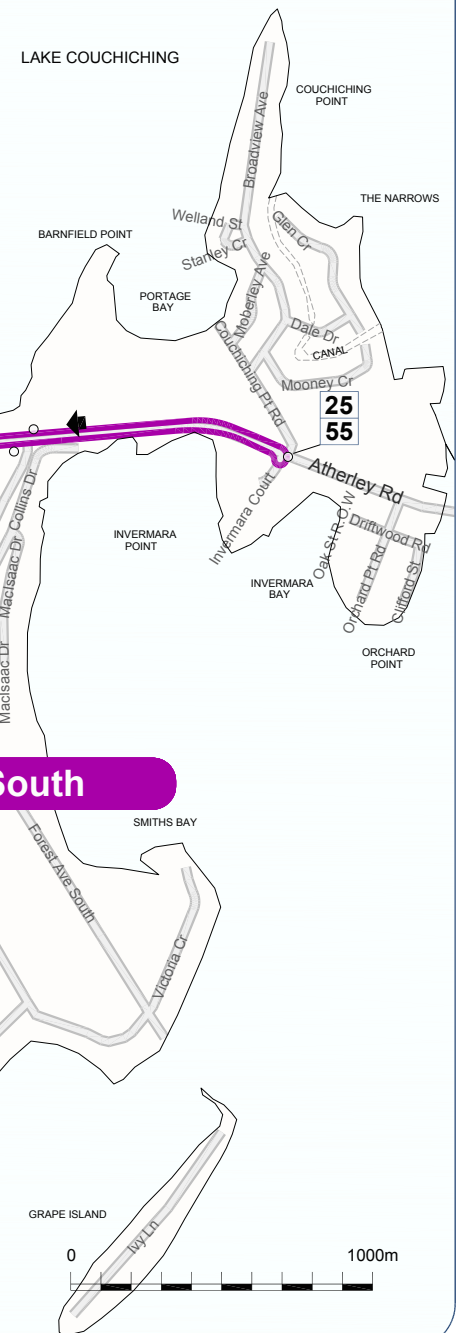 LAKE COUCHICHING
COUCHICHING
POINT
Broadview Ave
THE NARROWS
Welland St
Glen Cr
BARNFIELD POINT
Stanley Cr
Moberley Ave
PORTAGE
BAY
Dale Dr
CANAL
Couchiching Pt Rd
Mooney Cr
25
55
Atherley Rd
Collins Dr
Invermara Court
Oak St R.O.W
Driftwood Rd
INVERMARA
POINT
MacIsaac Dr
INVERMARA
BAY
Orchard Pt Rd
Clifford St
ORCHARD
POINT
MacIsaac Dr
South
SMITHS BAY
Forest Ave South
Victoria Cr
GRAPE ISLAND
Ivy Ln
0
1000m